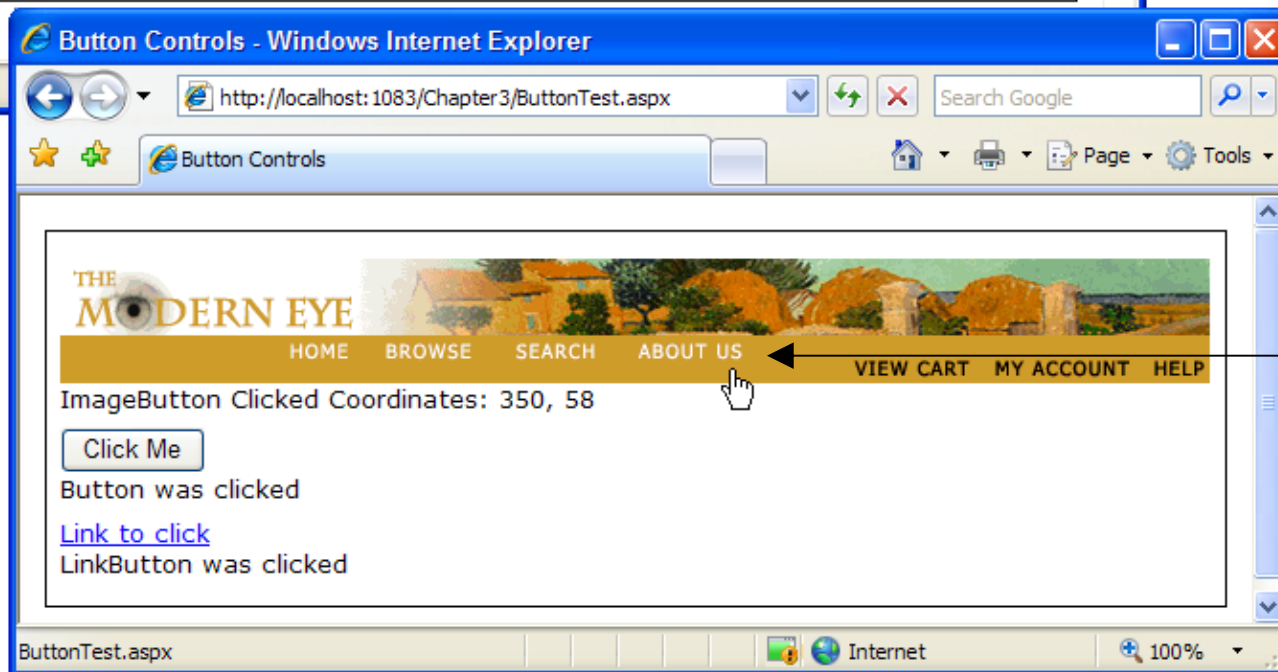 Button Controls - Windows Internet Explorer
http://localhost:1083/Chapter3/ButtonTest.aspx
Search Google
Button Controls
Page
Tools
THE
MODERN EYE
HOME BROWSE SEARCH ABOUT US
VIEW CART MY ACCOUNT HELP
ImageButton Clicked Coordinates: 350, 58
Click Me
Button was clicked
Link to click
LinkButton was clicked
ButtonTest.aspx
Internet
100%